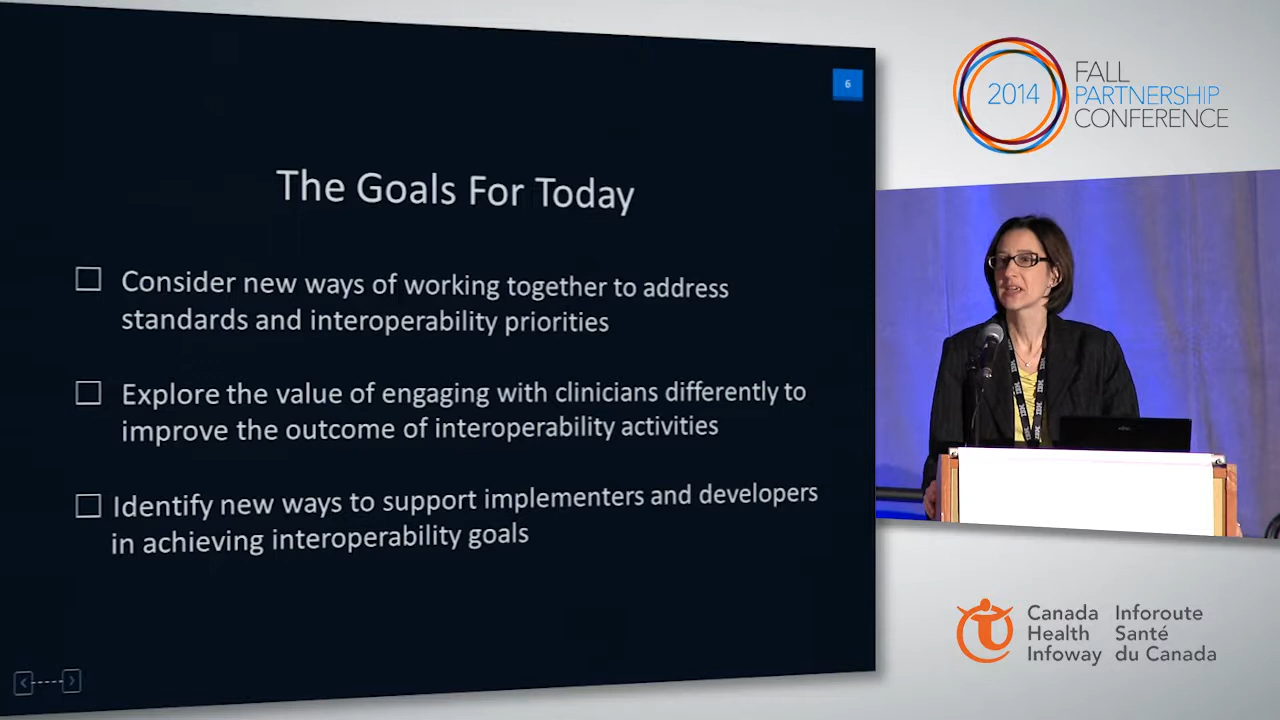 6
The Goals For Today
Consider new ways of working together to address
standards and interoperability priorities
Explore the value of engaging with clinicians differently to
improve the outcome of interoperability activities
Identify new ways to support implementers and developers
in achieving interoperability goals
2014
FALL
PARTNERSHIP
CONFERENCE
Canada
Health
Infoway
Inforoute
Santé
du Canada